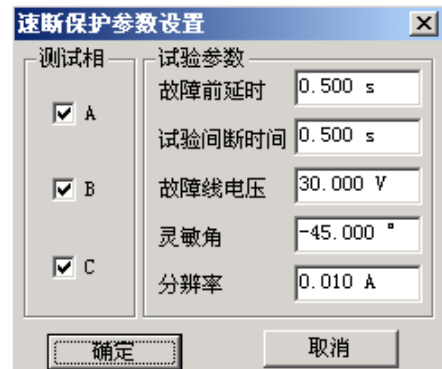 速断保护参数设置
测试相
A
B
C
试验参数
故障前延时 0.500 s
试验间断时间 0.500 s
故障线电压 30.000 V
灵敏角 -45.000 °
分辨率 0.010 A
确定 取消